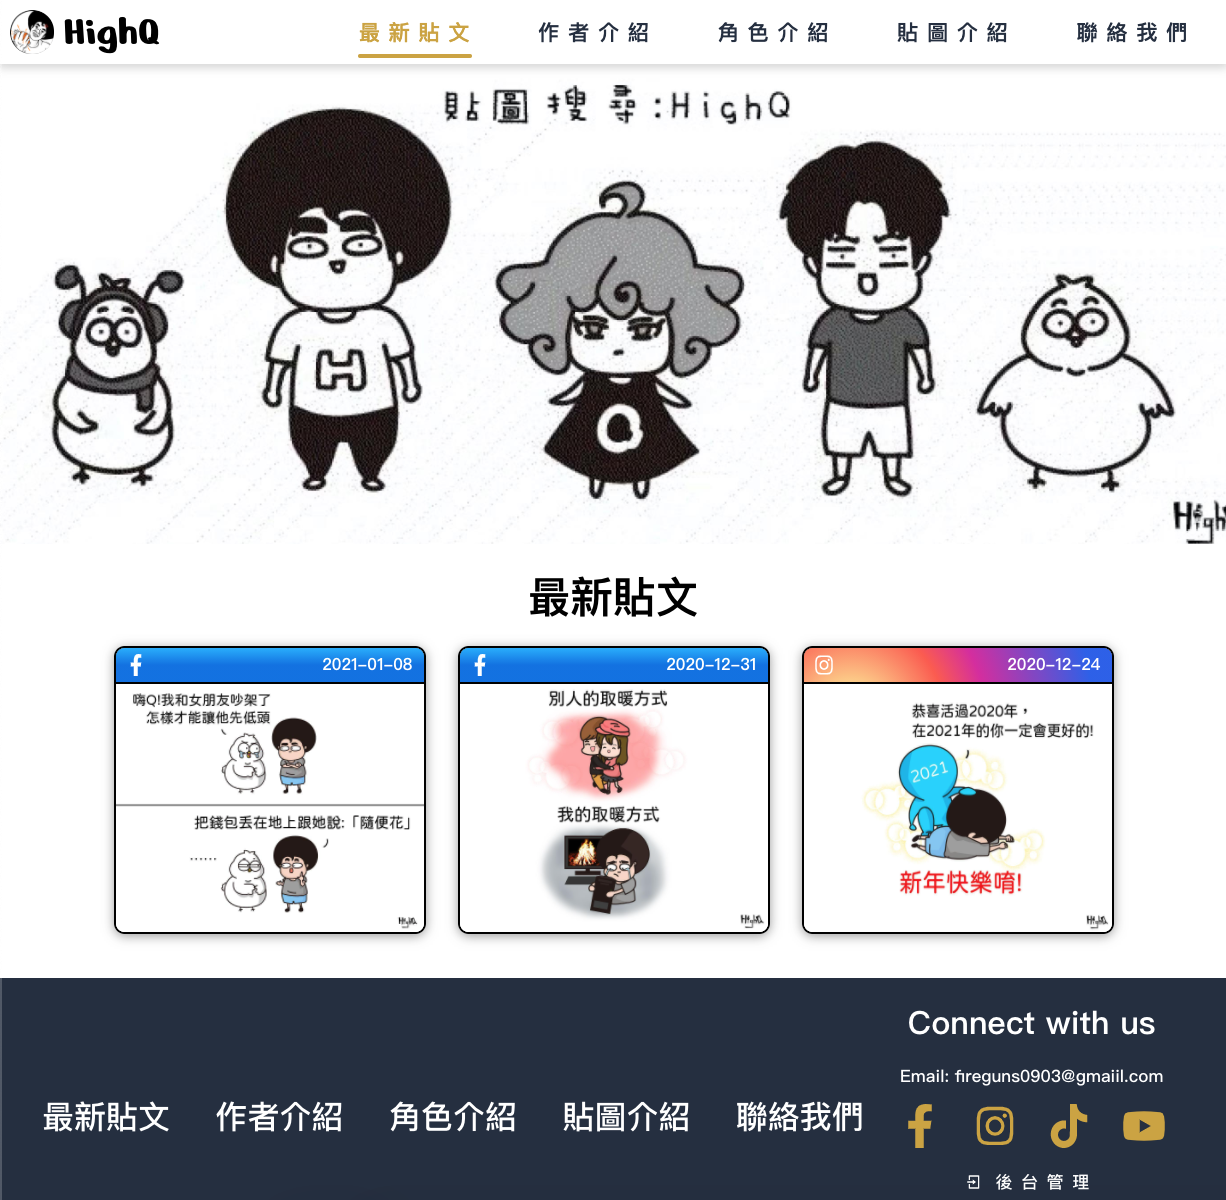 HighQ
最新貼文 作者介紹 角色介紹 貼圖介紹 聯絡我們
貼圖搜尋:HighQ
H
Q
High
最新貼文
2021-01-08
嗨Q!我和女朋友吵架了
怎樣才能讓他先低頭
把錢包丟在地上跟她說:「隨便花」
......
HighQ
2020-12-31
別人的取暖方式
我的取暖方式
HighQ
2020-12-24
恭喜活過2020年，
在2021年的你一定會更好的!
2021
新年快樂唷!
HighQ
最新貼文 作者介紹 角色介紹 貼圖介紹 聯絡我們
Connect with us
Email: fireguns0903@gmaiil.com
後台管理